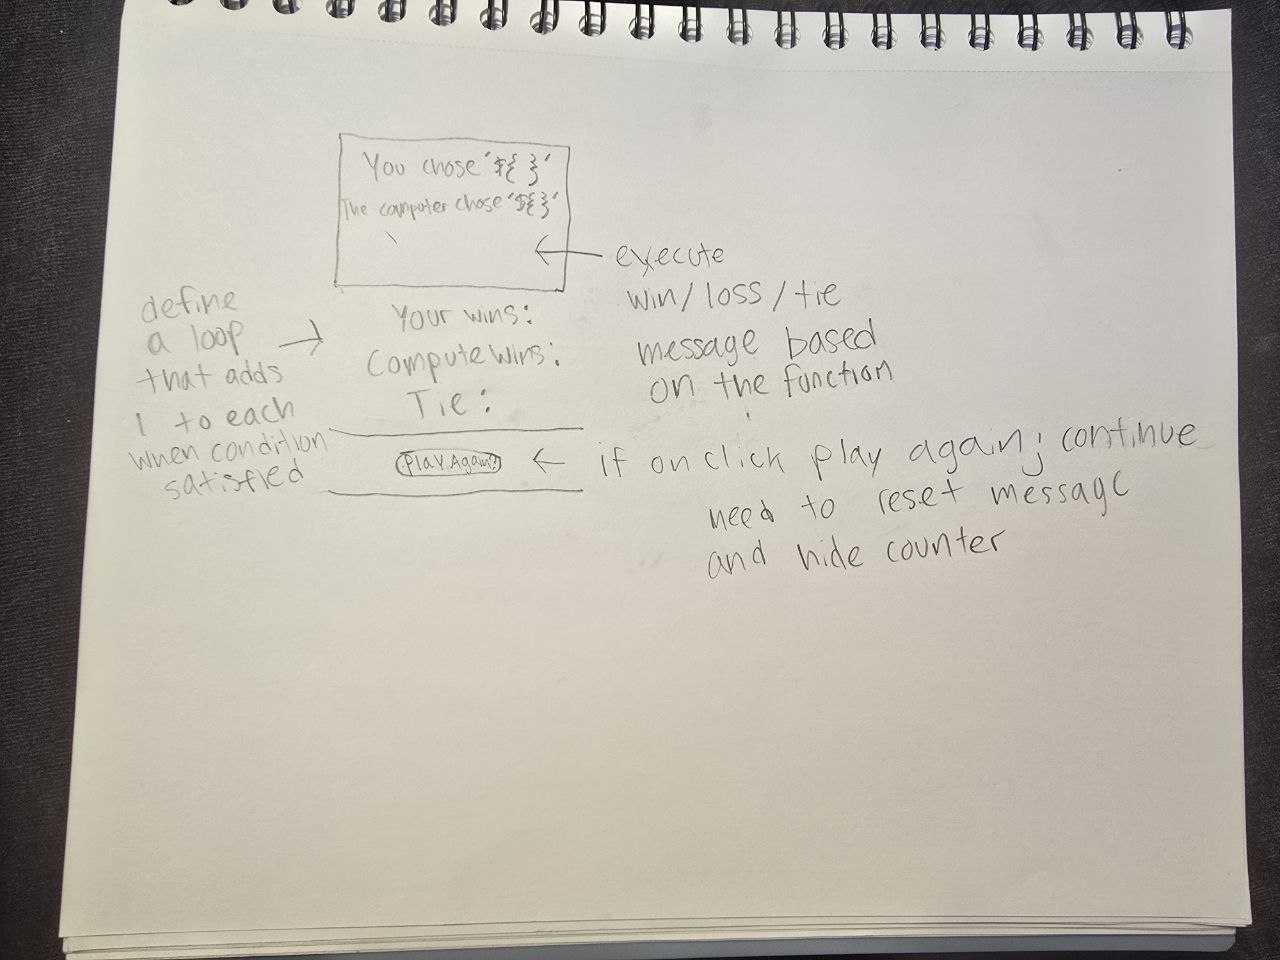 You chose '${ }'
The computer chose '${ }'
execute
win/loss/tie
message based
on the function
define
a loop
that adds
1 to each
when condition
satisfied
Your wins:
Compute wins:
Tie:
Play Again?
if on click play again; continue
need to reset message
and hide counter